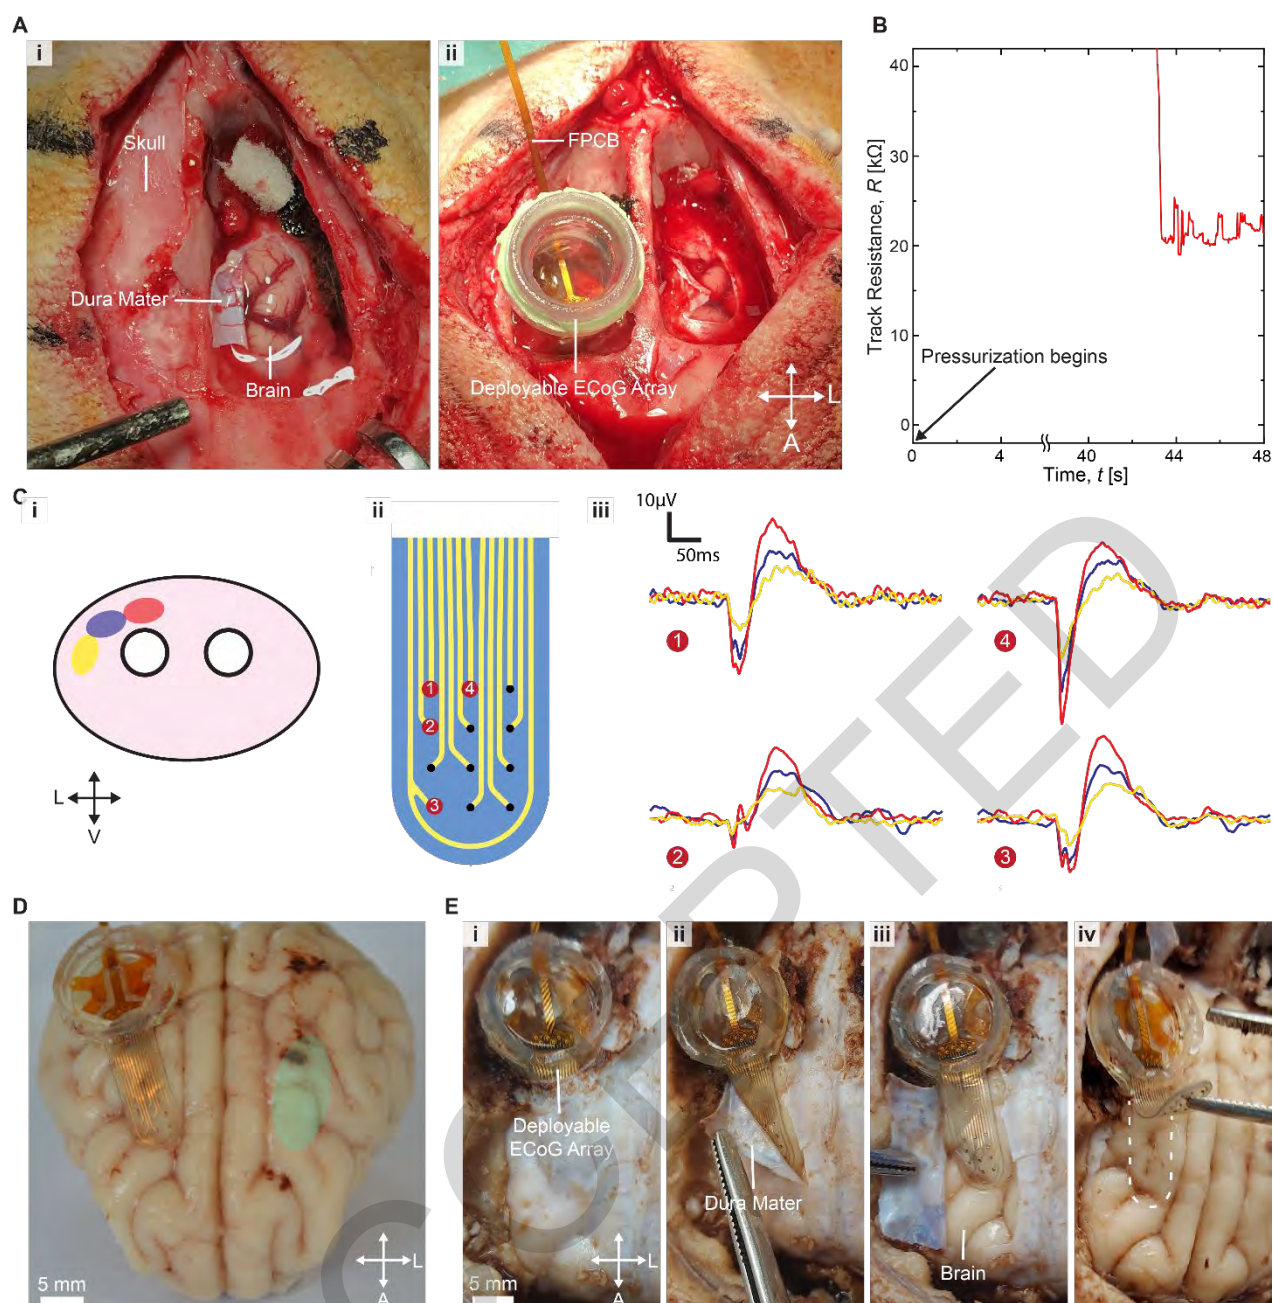 A
i
Skull
Dura Mater
Brain
ii
FPCB
Deployable ECoG Array
L
A
B
Track Resistance, R [kΩ]
40
30
20
10
0
Pressurization begins
0
4
40
44
48
Time, t [s]
C
i
L
V
ii
1
4
2
3
iii
10μV
50ms
1
4
2
3
D
5 mm
L
A
E
i
Deployable
ECoG Array
5 mm
L
A
ii
Dura Mater
iii
Brain
iv
ACCEPTED